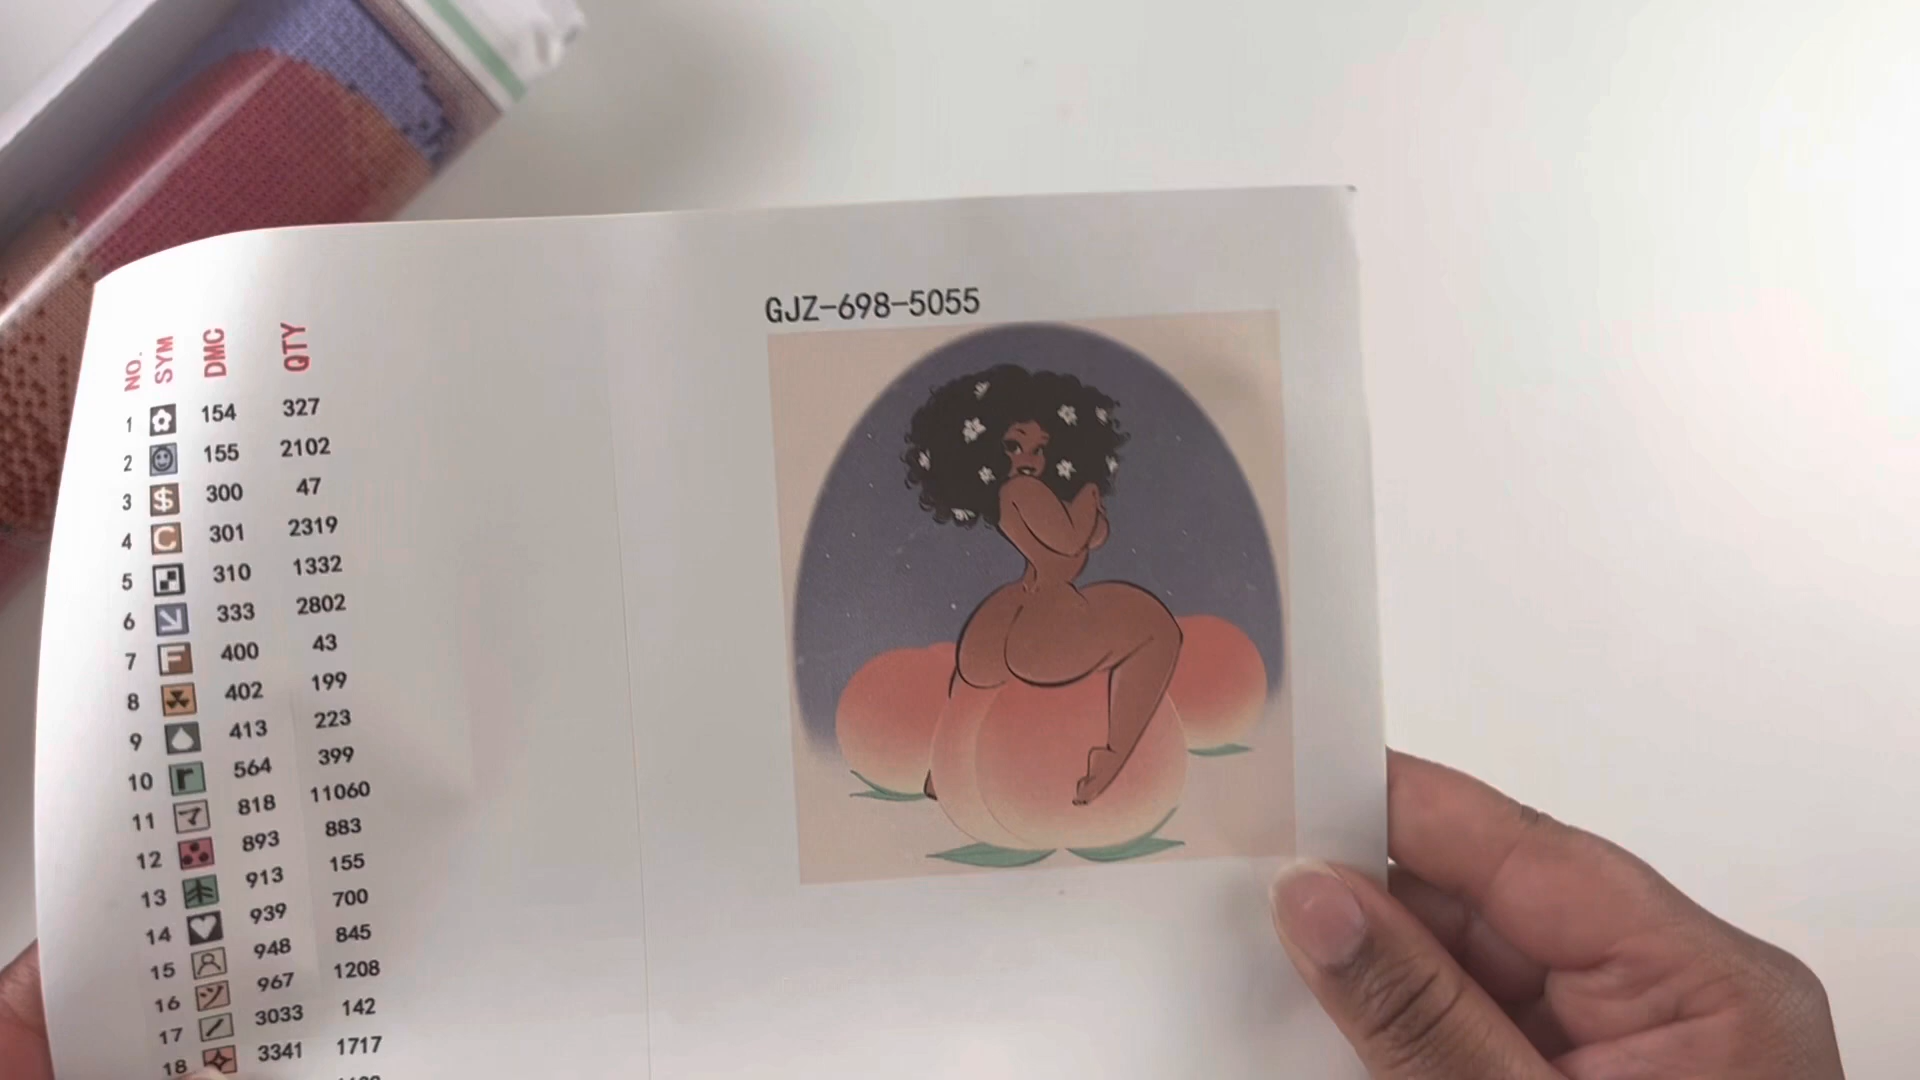 GJZ-698-5055
NO. SYM DMC QTY
1 154 327
2 155 2102
3 $ 300 47
4 C 301 2319
5 310 1332
6 333 2802
7 F 400 43
8 402 199
9 413 223
10 r 564 399
11 マ 818 11060
12 893 883
13 913 155
14 939 700
15 948 845
16 ツ 967 1208
17 3033 142
18 3341 1717